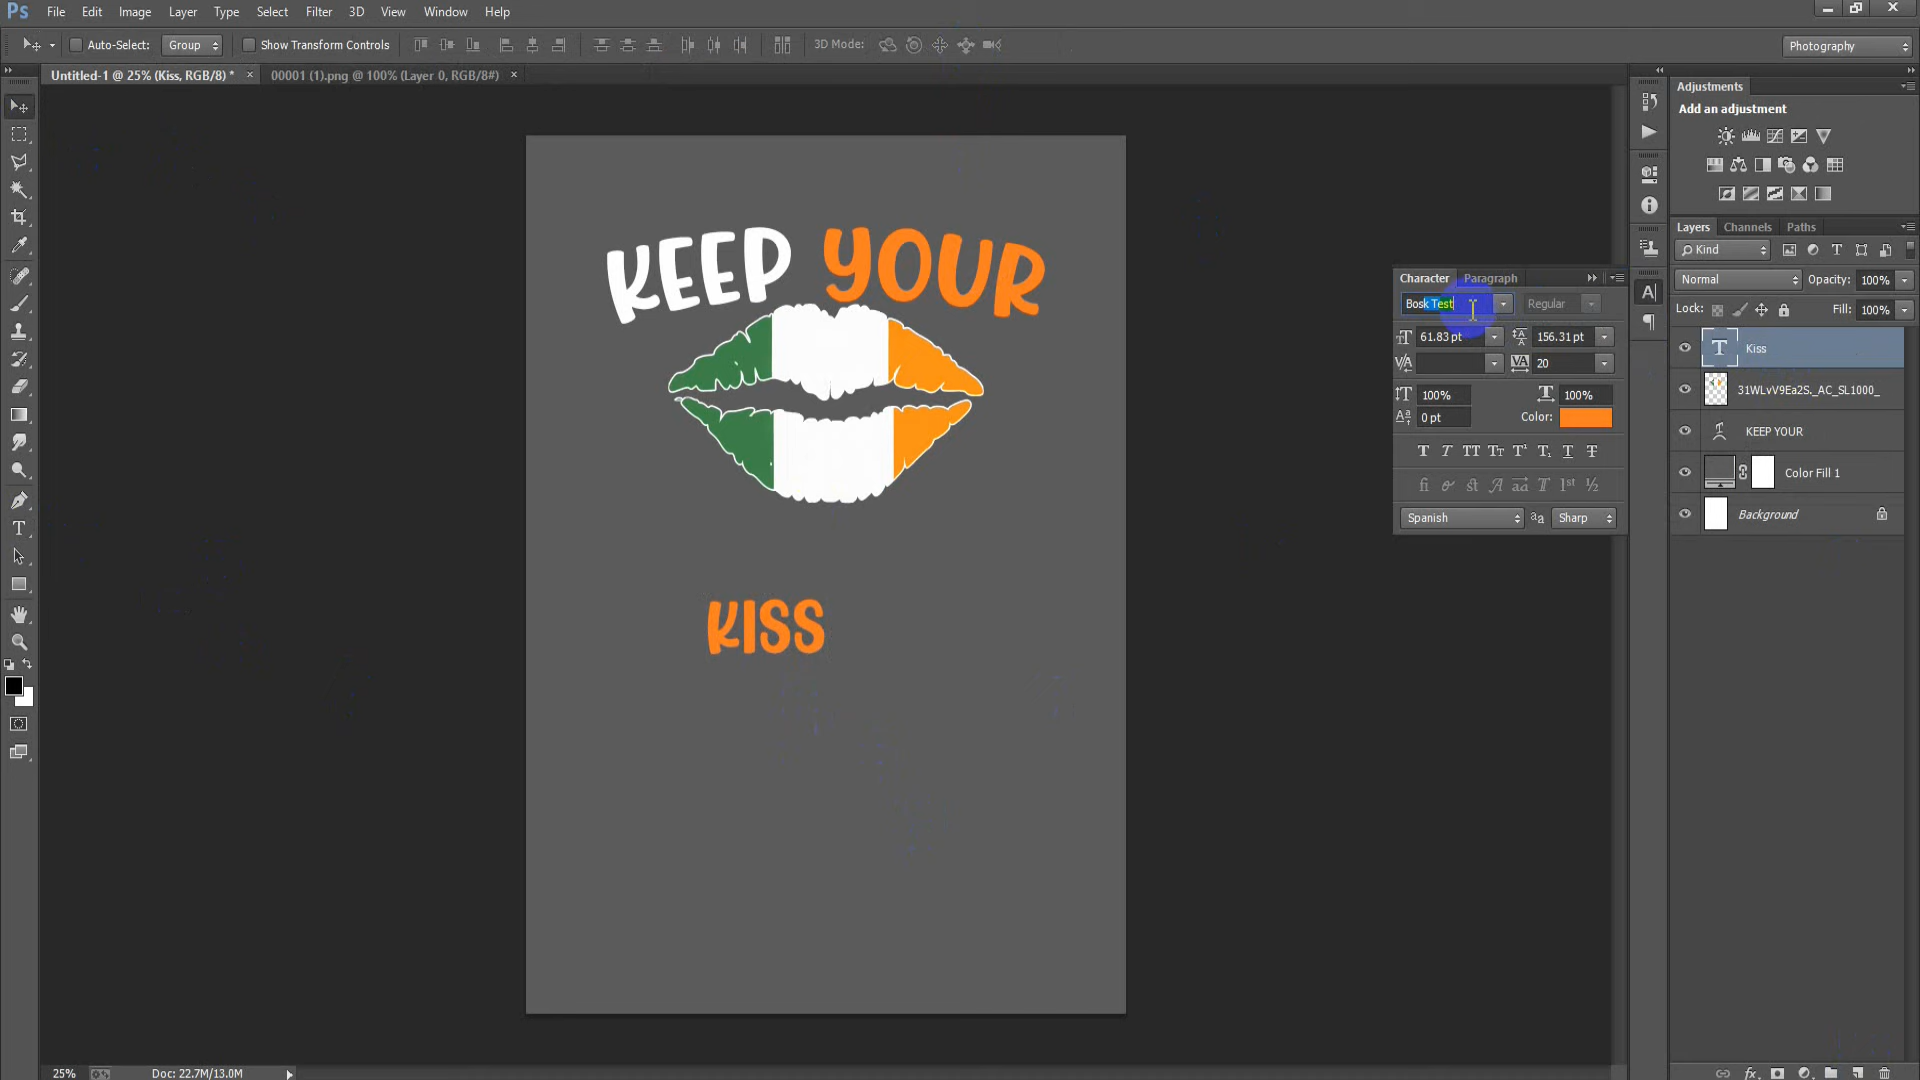 Ps File Edit Image Layer Type Select Filter 3D View Window Help
Auto-Select: Group Show Transform Controls 3D Mode: Photography
Untitled-1 @ 25% (Kiss, RGB/8) * × 00001 (1).png @ 100% (Layer 0, RGB/8#) ×
Adjustments
Add an adjustment
Layers Channels Paths
Kind
Normal Opacity: 100%
Lock: Fill: 100%
Kiss
31WLvV9Ea2S._AC_SL1000_
KEEP YOUR
Color Fill 1
Background
Character Paragraph
Bosk Test Regular
61.83 pt 156.31 pt
20
100% 100%
0 pt Color:
Spanish Sharp
KEEP YOUR
KISS
25% Doc: 22.7M/13.0M